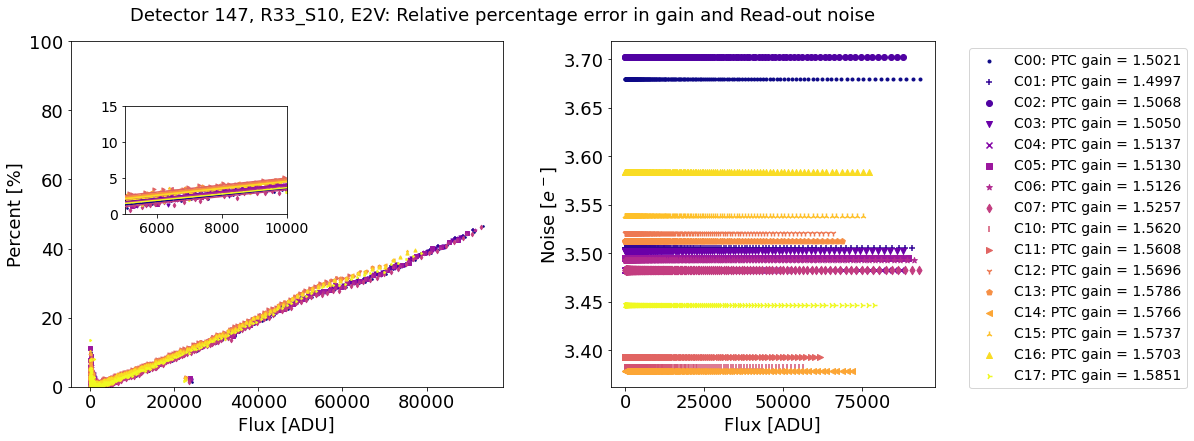 Detector 147, R33_S10, E2V: Relative percentage error in gain and Read-out noise
Percent [%]
100
80
60
40
20
0
0
20000
40000
60000
80000
Flux [ADU]
15
10
5
0
6000
8000
10000
Noise [e⁻]
3.70
3.65
3.60
3.55
3.50
3.45
3.40
0
25000
50000
75000
Flux [ADU]
C00: PTC gain = 1.5021
C01: PTC gain = 1.4997
C02: PTC gain = 1.5068
C03: PTC gain = 1.5050
C04: PTC gain = 1.5137
C05: PTC gain = 1.5130
C06: PTC gain = 1.5126
C07: PTC gain = 1.5257
C10: PTC gain = 1.5620
C11: PTC gain = 1.5608
C12: PTC gain = 1.5696
C13: PTC gain = 1.5786
C14: PTC gain = 1.5766
C15: PTC gain = 1.5737
C16: PTC gain = 1.5703
C17: PTC gain = 1.5851